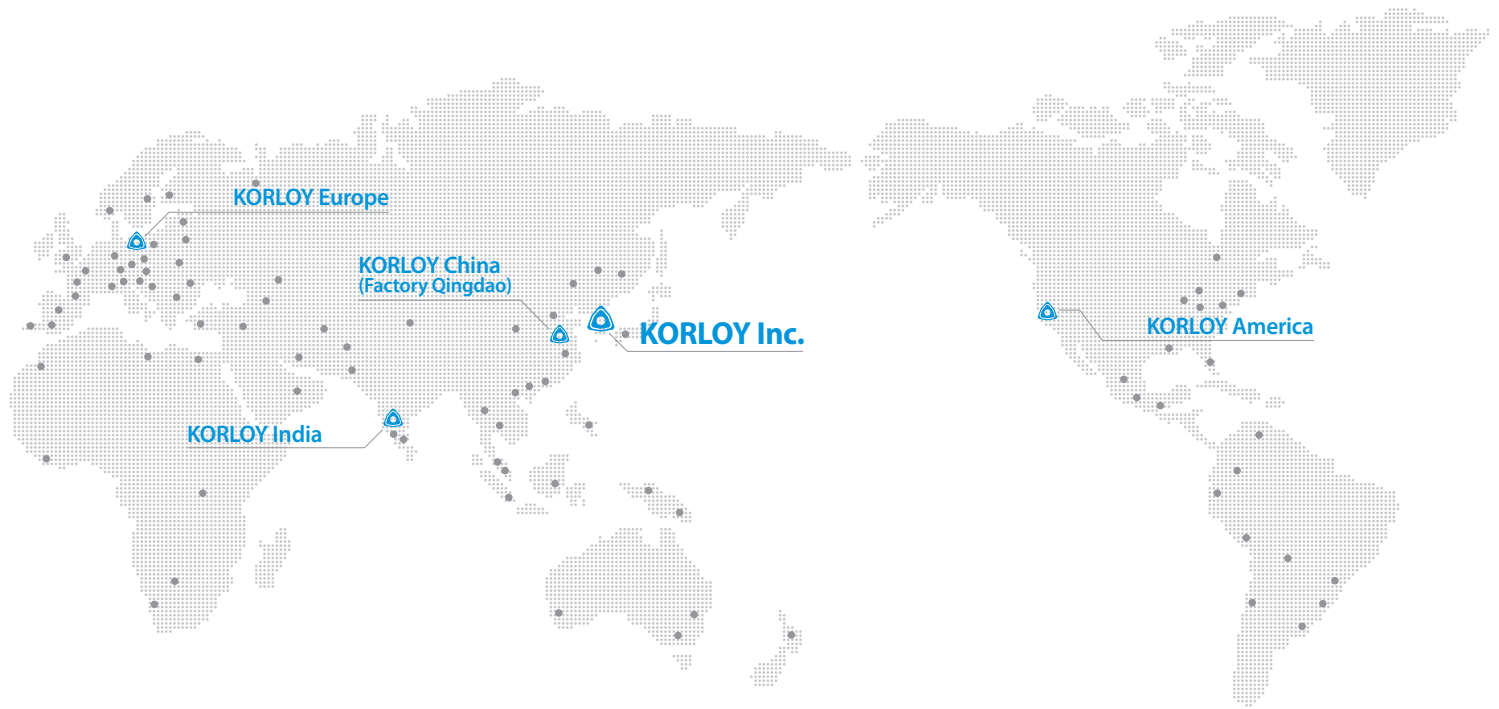 KORLOY Europe
KORLOY China
(Factory Qingdao)
KORLOY Inc.
KORLOY America
KORLOY India